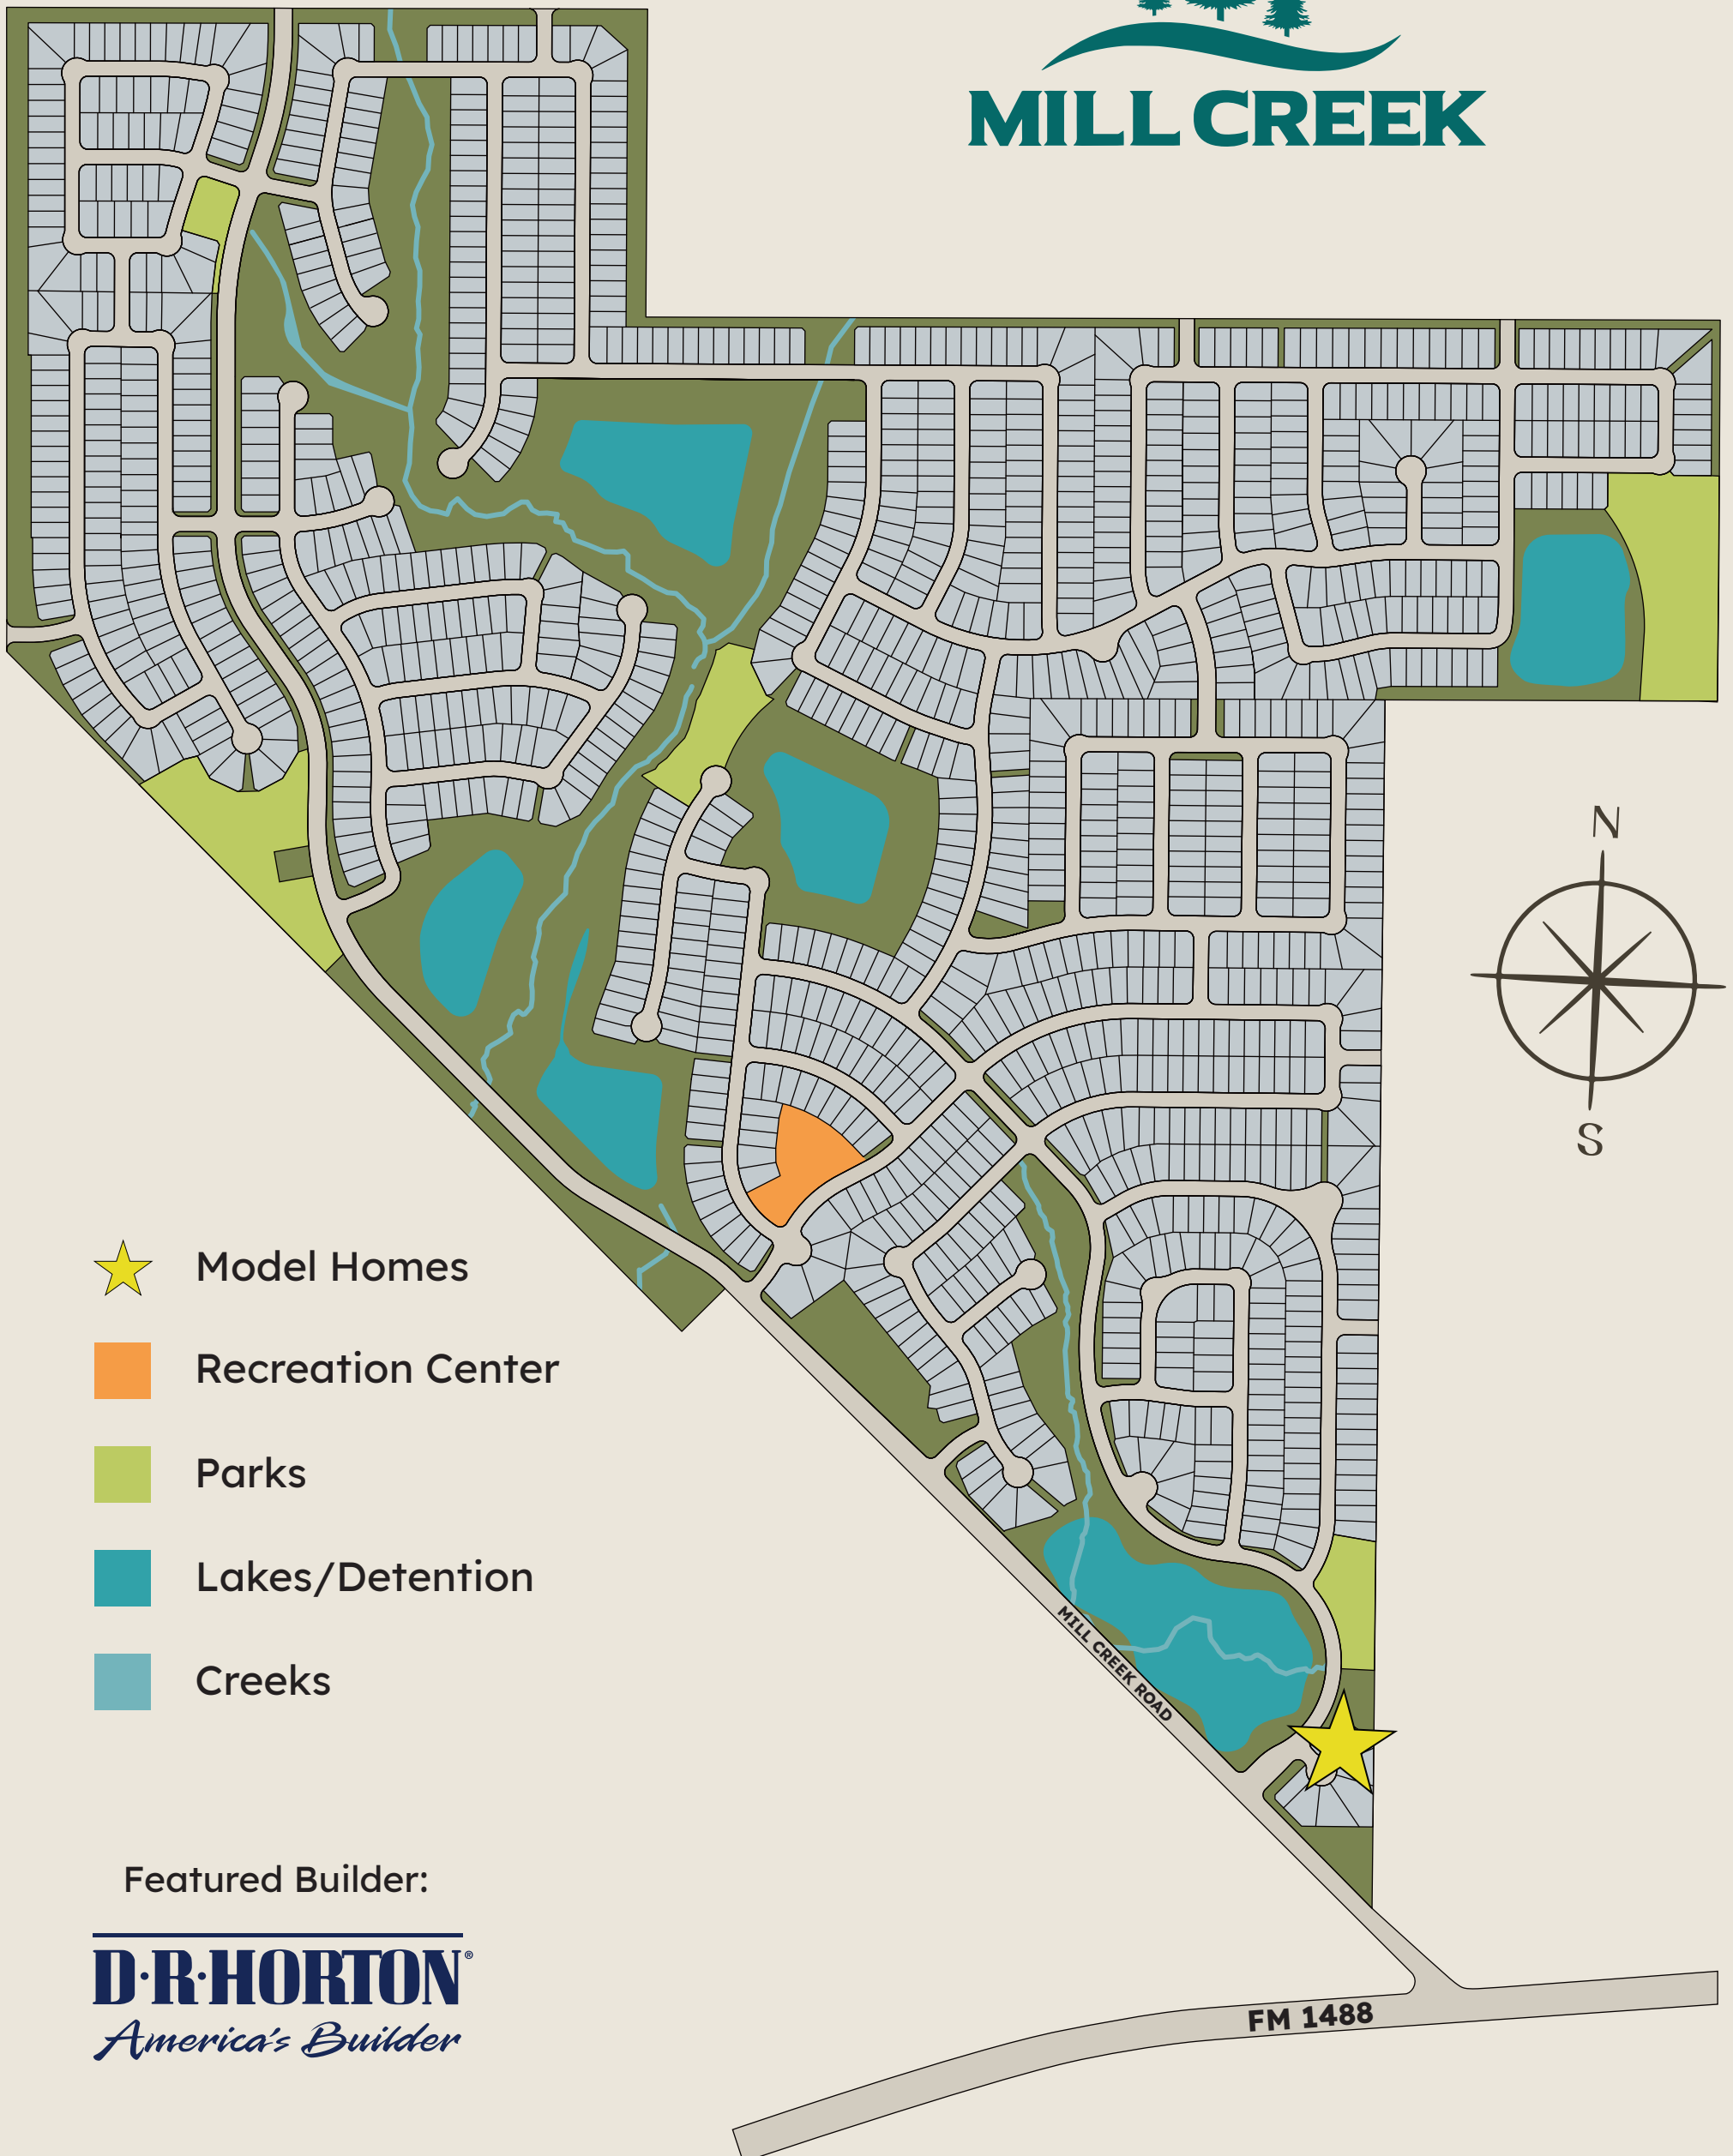 MILL CREEK
N
S
Model Homes
Recreation Center
Parks
Lakes/Detention
Creeks
MILL CREEK ROAD
Featured Builder:
D·R·HORTON®
America's Builder
FM 1488